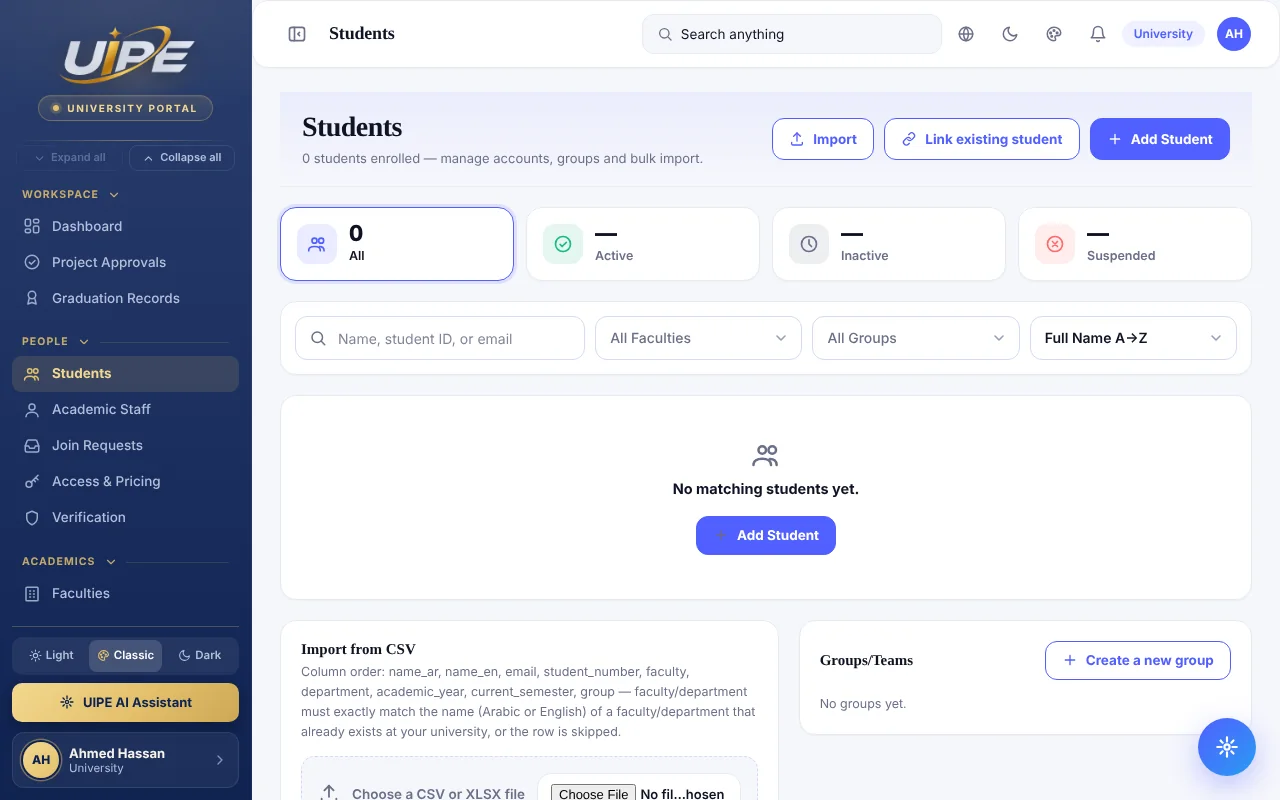 UIPE
UNIVERSITY PORTAL
Expand all
Collapse all
WORKSPACE
Dashboard
Project Approvals
Graduation Records
PEOPLE
Students
Academic Staff
Join Requests
Access & Pricing
Verification
ACADEMICS
Faculties
Light
Classic
Dark
UIPE AI Assistant
AH
Ahmed Hassan
University
Students
Search anything
University
AH
Students
0 students enrolled — manage accounts, groups and bulk import.
Import
Link existing student
Add Student
0
All
—
Active
—
Inactive
—
Suspended
Name, student ID, or email
All Faculties
All Groups
Full Name A→Z
No matching students yet.
Add Student
Import from CSV
Column order: name_ar, name_en, email, student_number, faculty,
department, academic_year, current_semester, group — faculty/department
must exactly match the name (Arabic or English) of a faculty/department that
already exists at your university, or the row is skipped.
Choose a CSV or XLSX file
Choose File No fil...hosen
Groups/Teams
Create a new group
No groups yet.